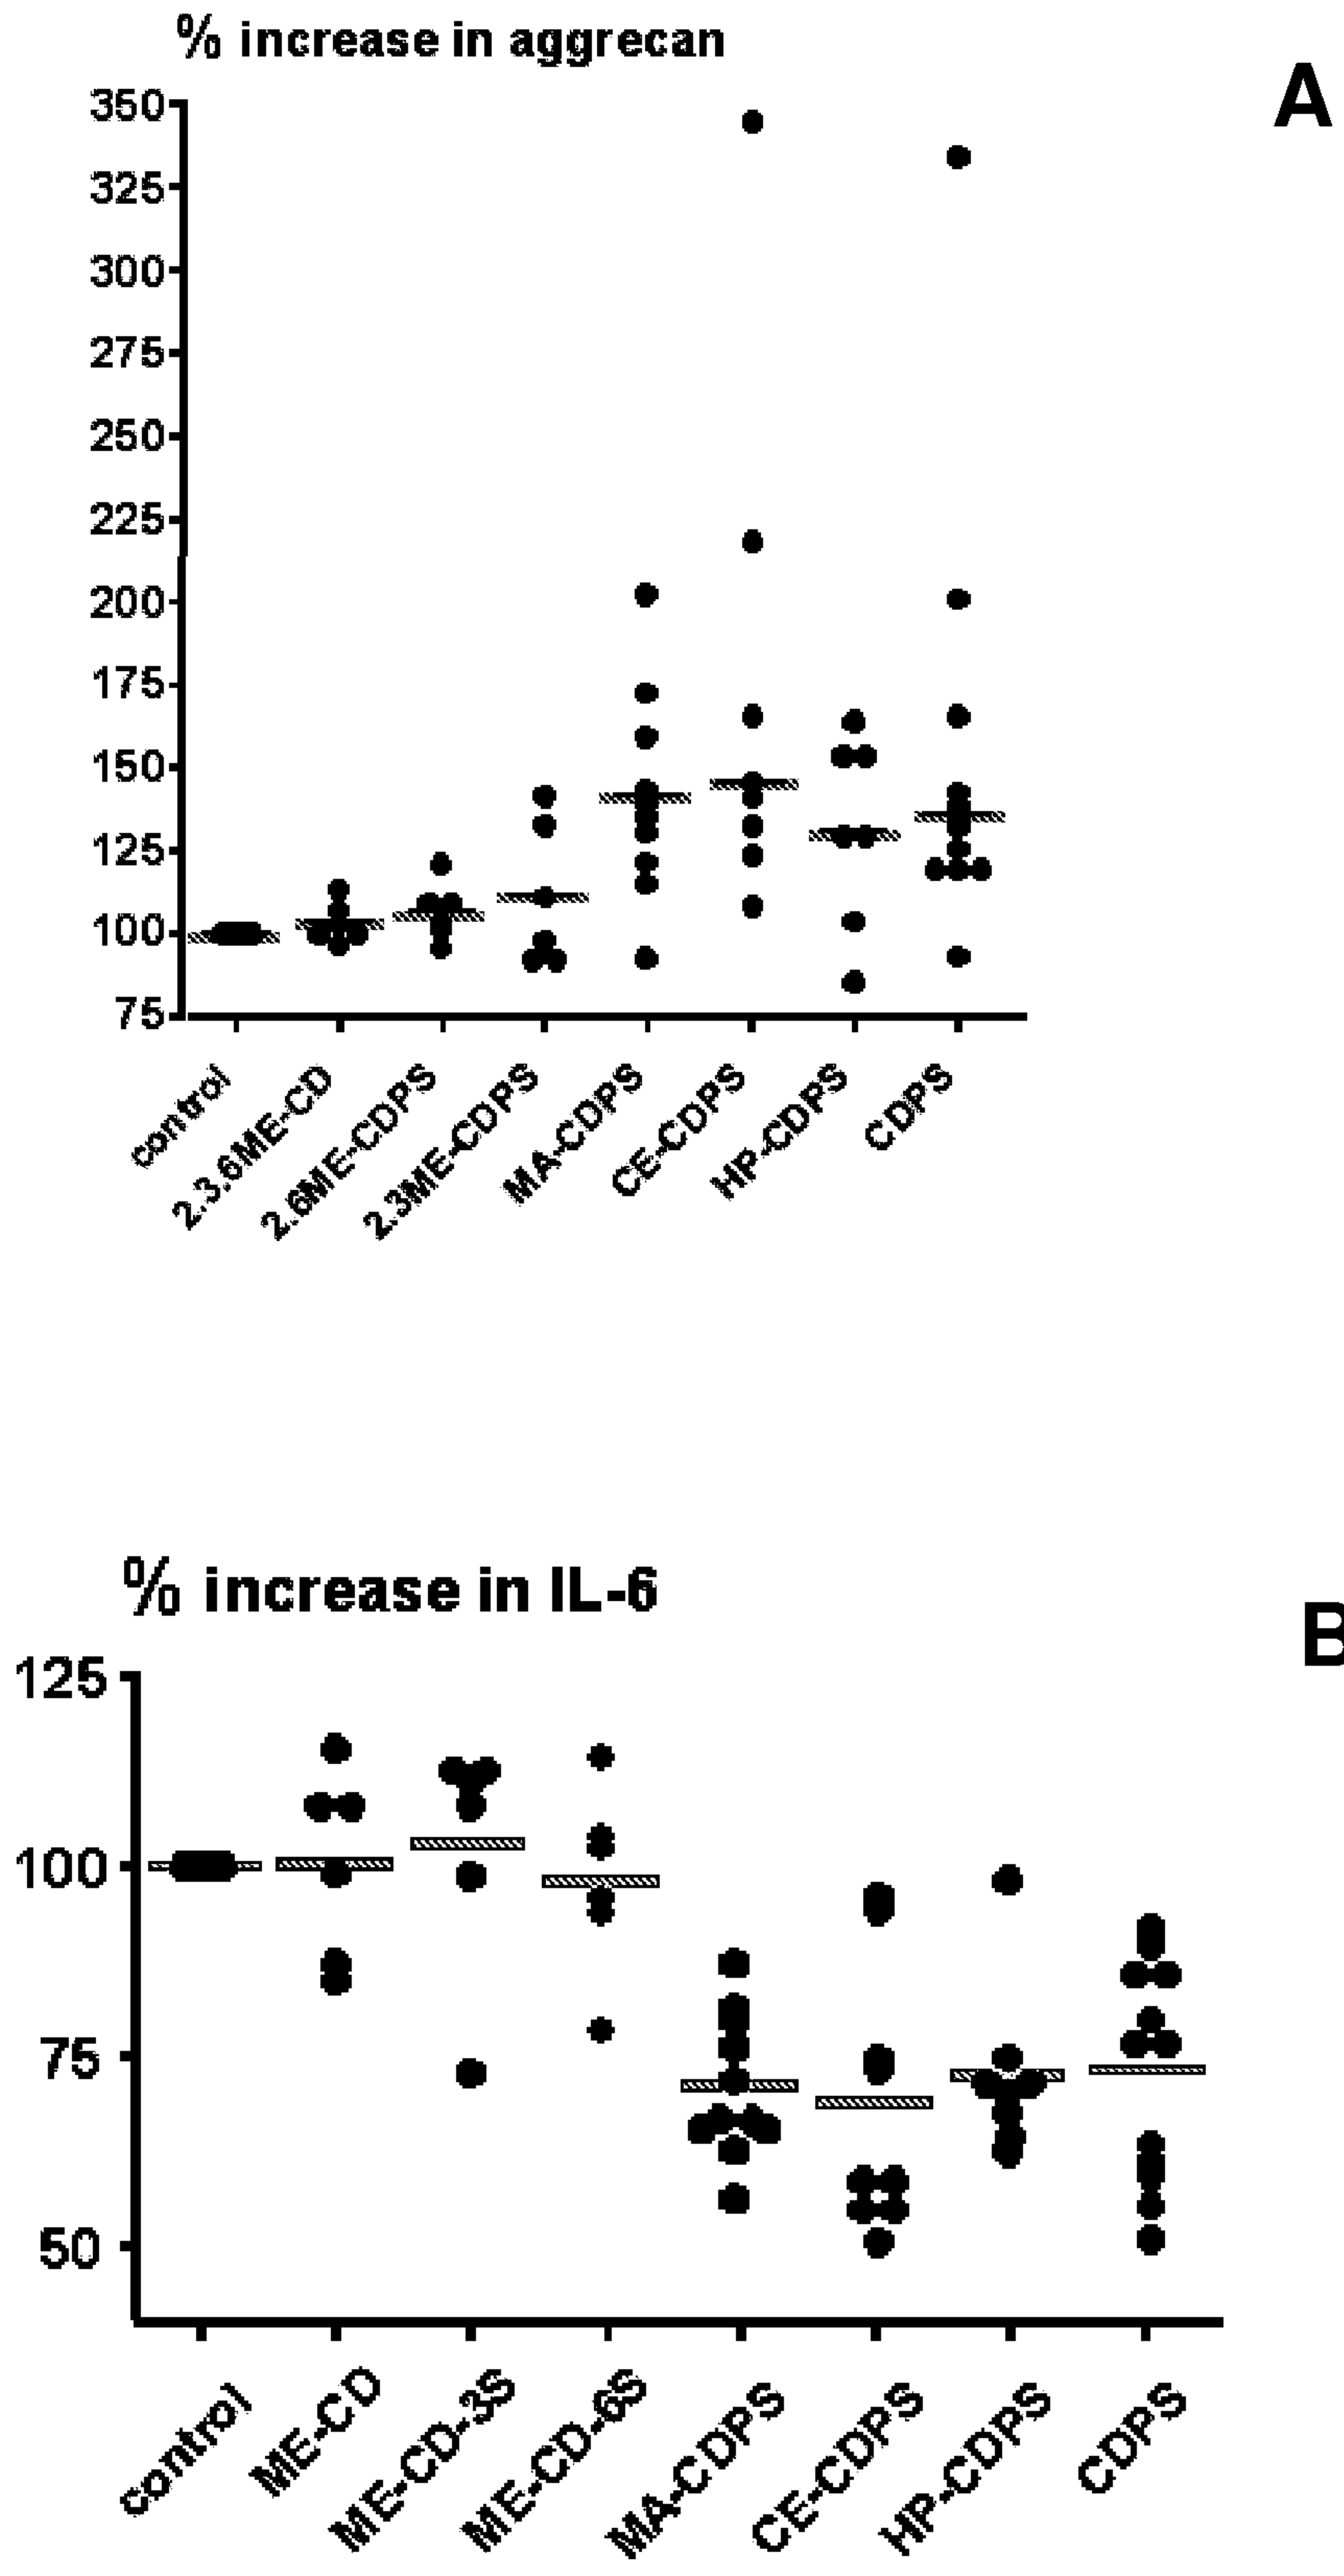 % increase in aggrecan
A
350
325
300
275
250
225
200
175
150
125
100
75
control
2.3.6ME-CD
2.6ME-CDPS
2.3ME-CDPS
MA-CDPS
CE-CDPS
HP-CDPS
CDPS
% increase in IL-6
B
125
100
75
50
control
ME-CD
ME-CD-3S
ME-CD-6S
MA-CDPS
CE-CDPS
HP-CDPS
CDPS